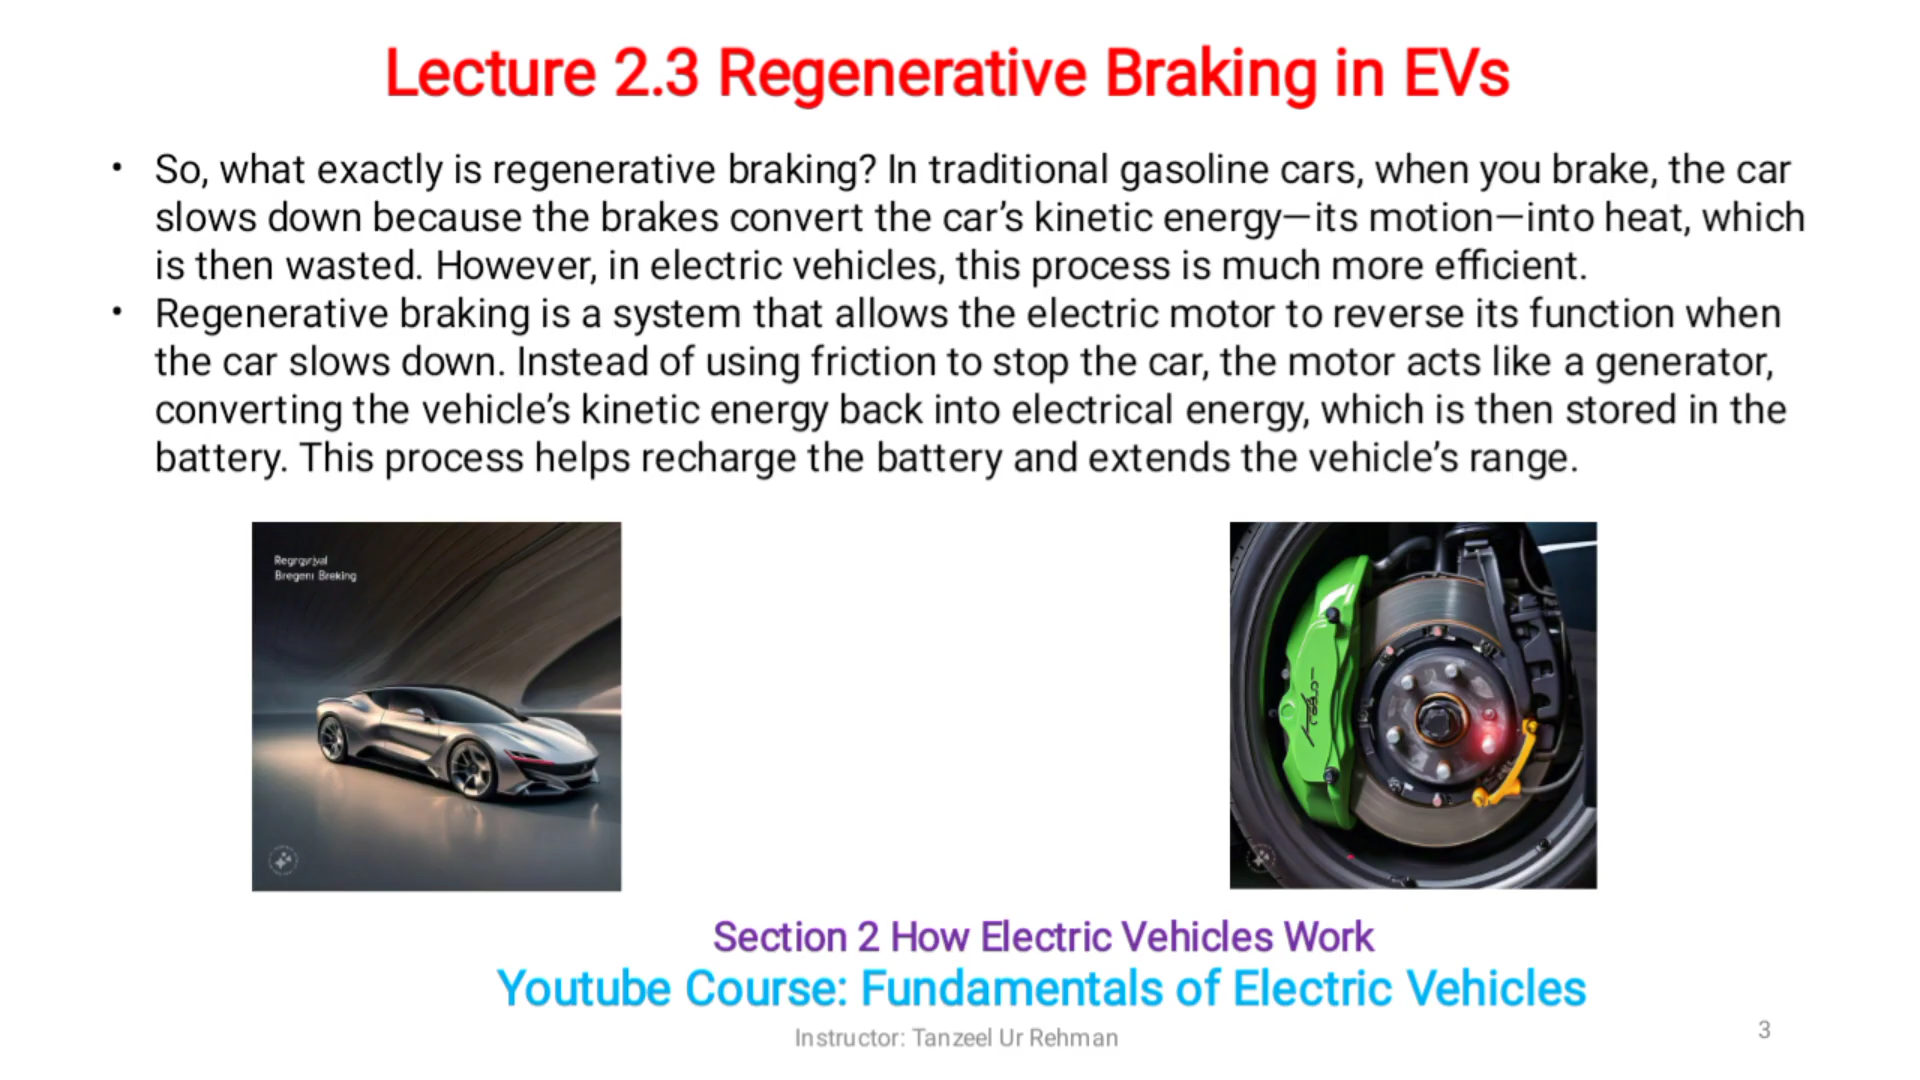 Lecture 2.3 Regenerative Braking in EVs
• So, what exactly is regenerative braking? In traditional gasoline cars, when you brake, the car
slows down because the brakes convert the car’s kinetic energy—its motion—into heat, which
is then wasted. However, in electric vehicles, this process is much more efficient.
• Regenerative braking is a system that allows the electric motor to reverse its function when
the car slows down. Instead of using friction to stop the car, the motor acts like a generator,
converting the vehicle’s kinetic energy back into electrical energy, which is then stored in the
battery. This process helps recharge the battery and extends the vehicle’s range.
Bregeni Breking
Section 2 How Electric Vehicles Work
Youtube Course: Fundamentals of Electric Vehicles
Instructor: Tanzeel Ur Rehman
3